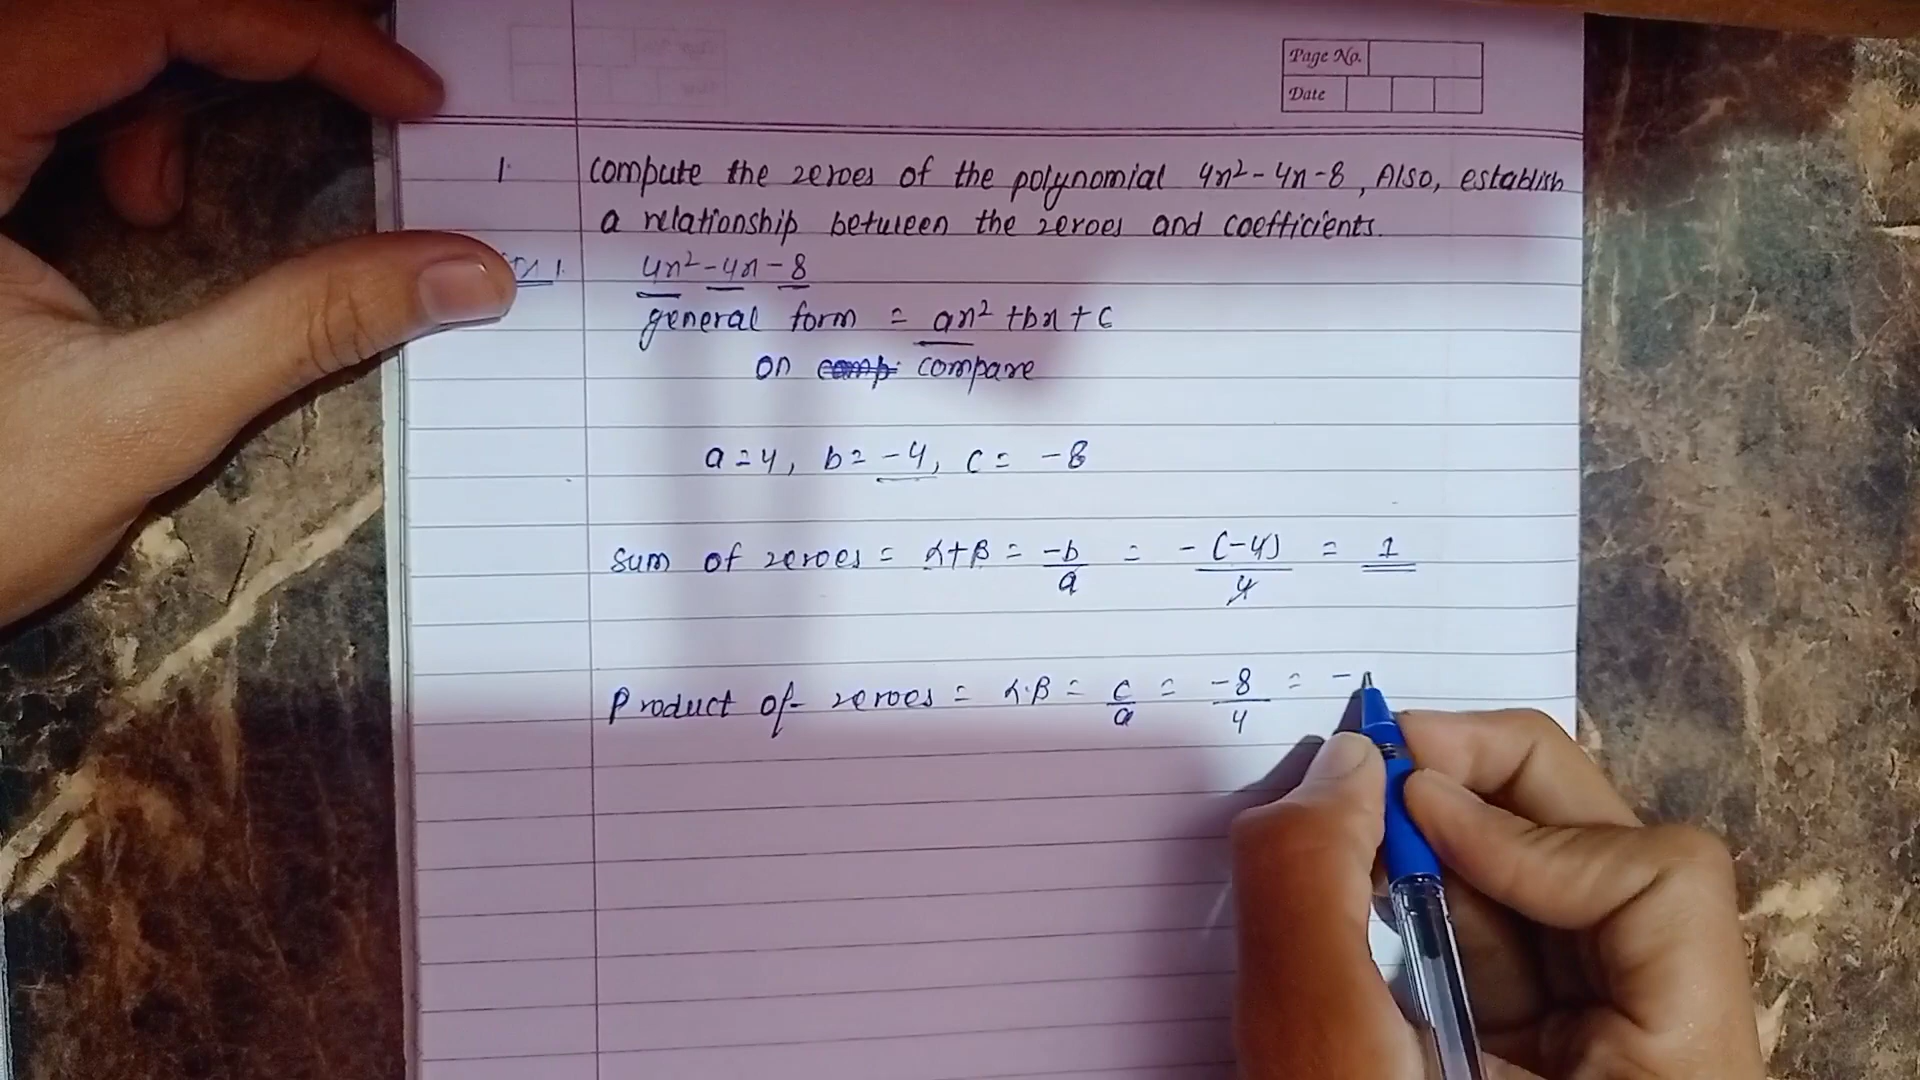 Page No.
Date
1. compute the zeroes of the polynomial 4x² - 4x - 8, Also, establish
a relationship between the zeroes and coefficients.
1. 4x² - 4x - 8
general form = ax² + bx + c
on compare
a = 4, b = -4, c = -8
Sum of zeroes = α+β = -b/a = -(-4)/4 = 1
Product of zeroes = α.β = c/a = -8/4 = -